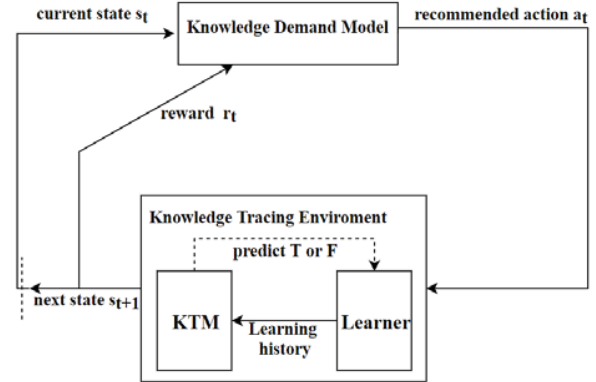 current state st
recommended action at
Knowledge Demand Model
reward rt
Knowledge Tracing Enviroment
predict T or F
next state st+1
KTM
Learner
Learning
history